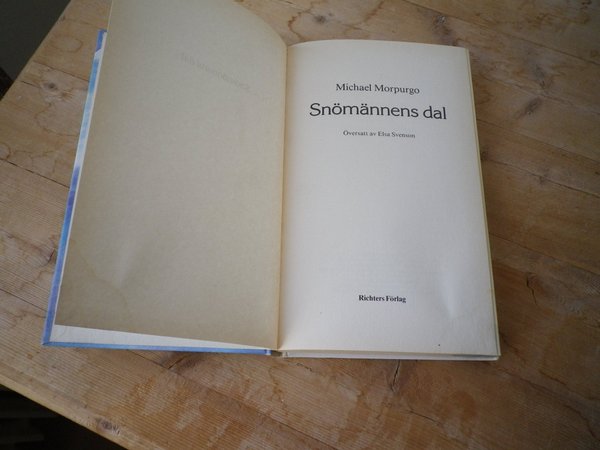 Michael Morpurgo
Snömännens dal
Översatt av Elsa Svenson
Richters Förlag